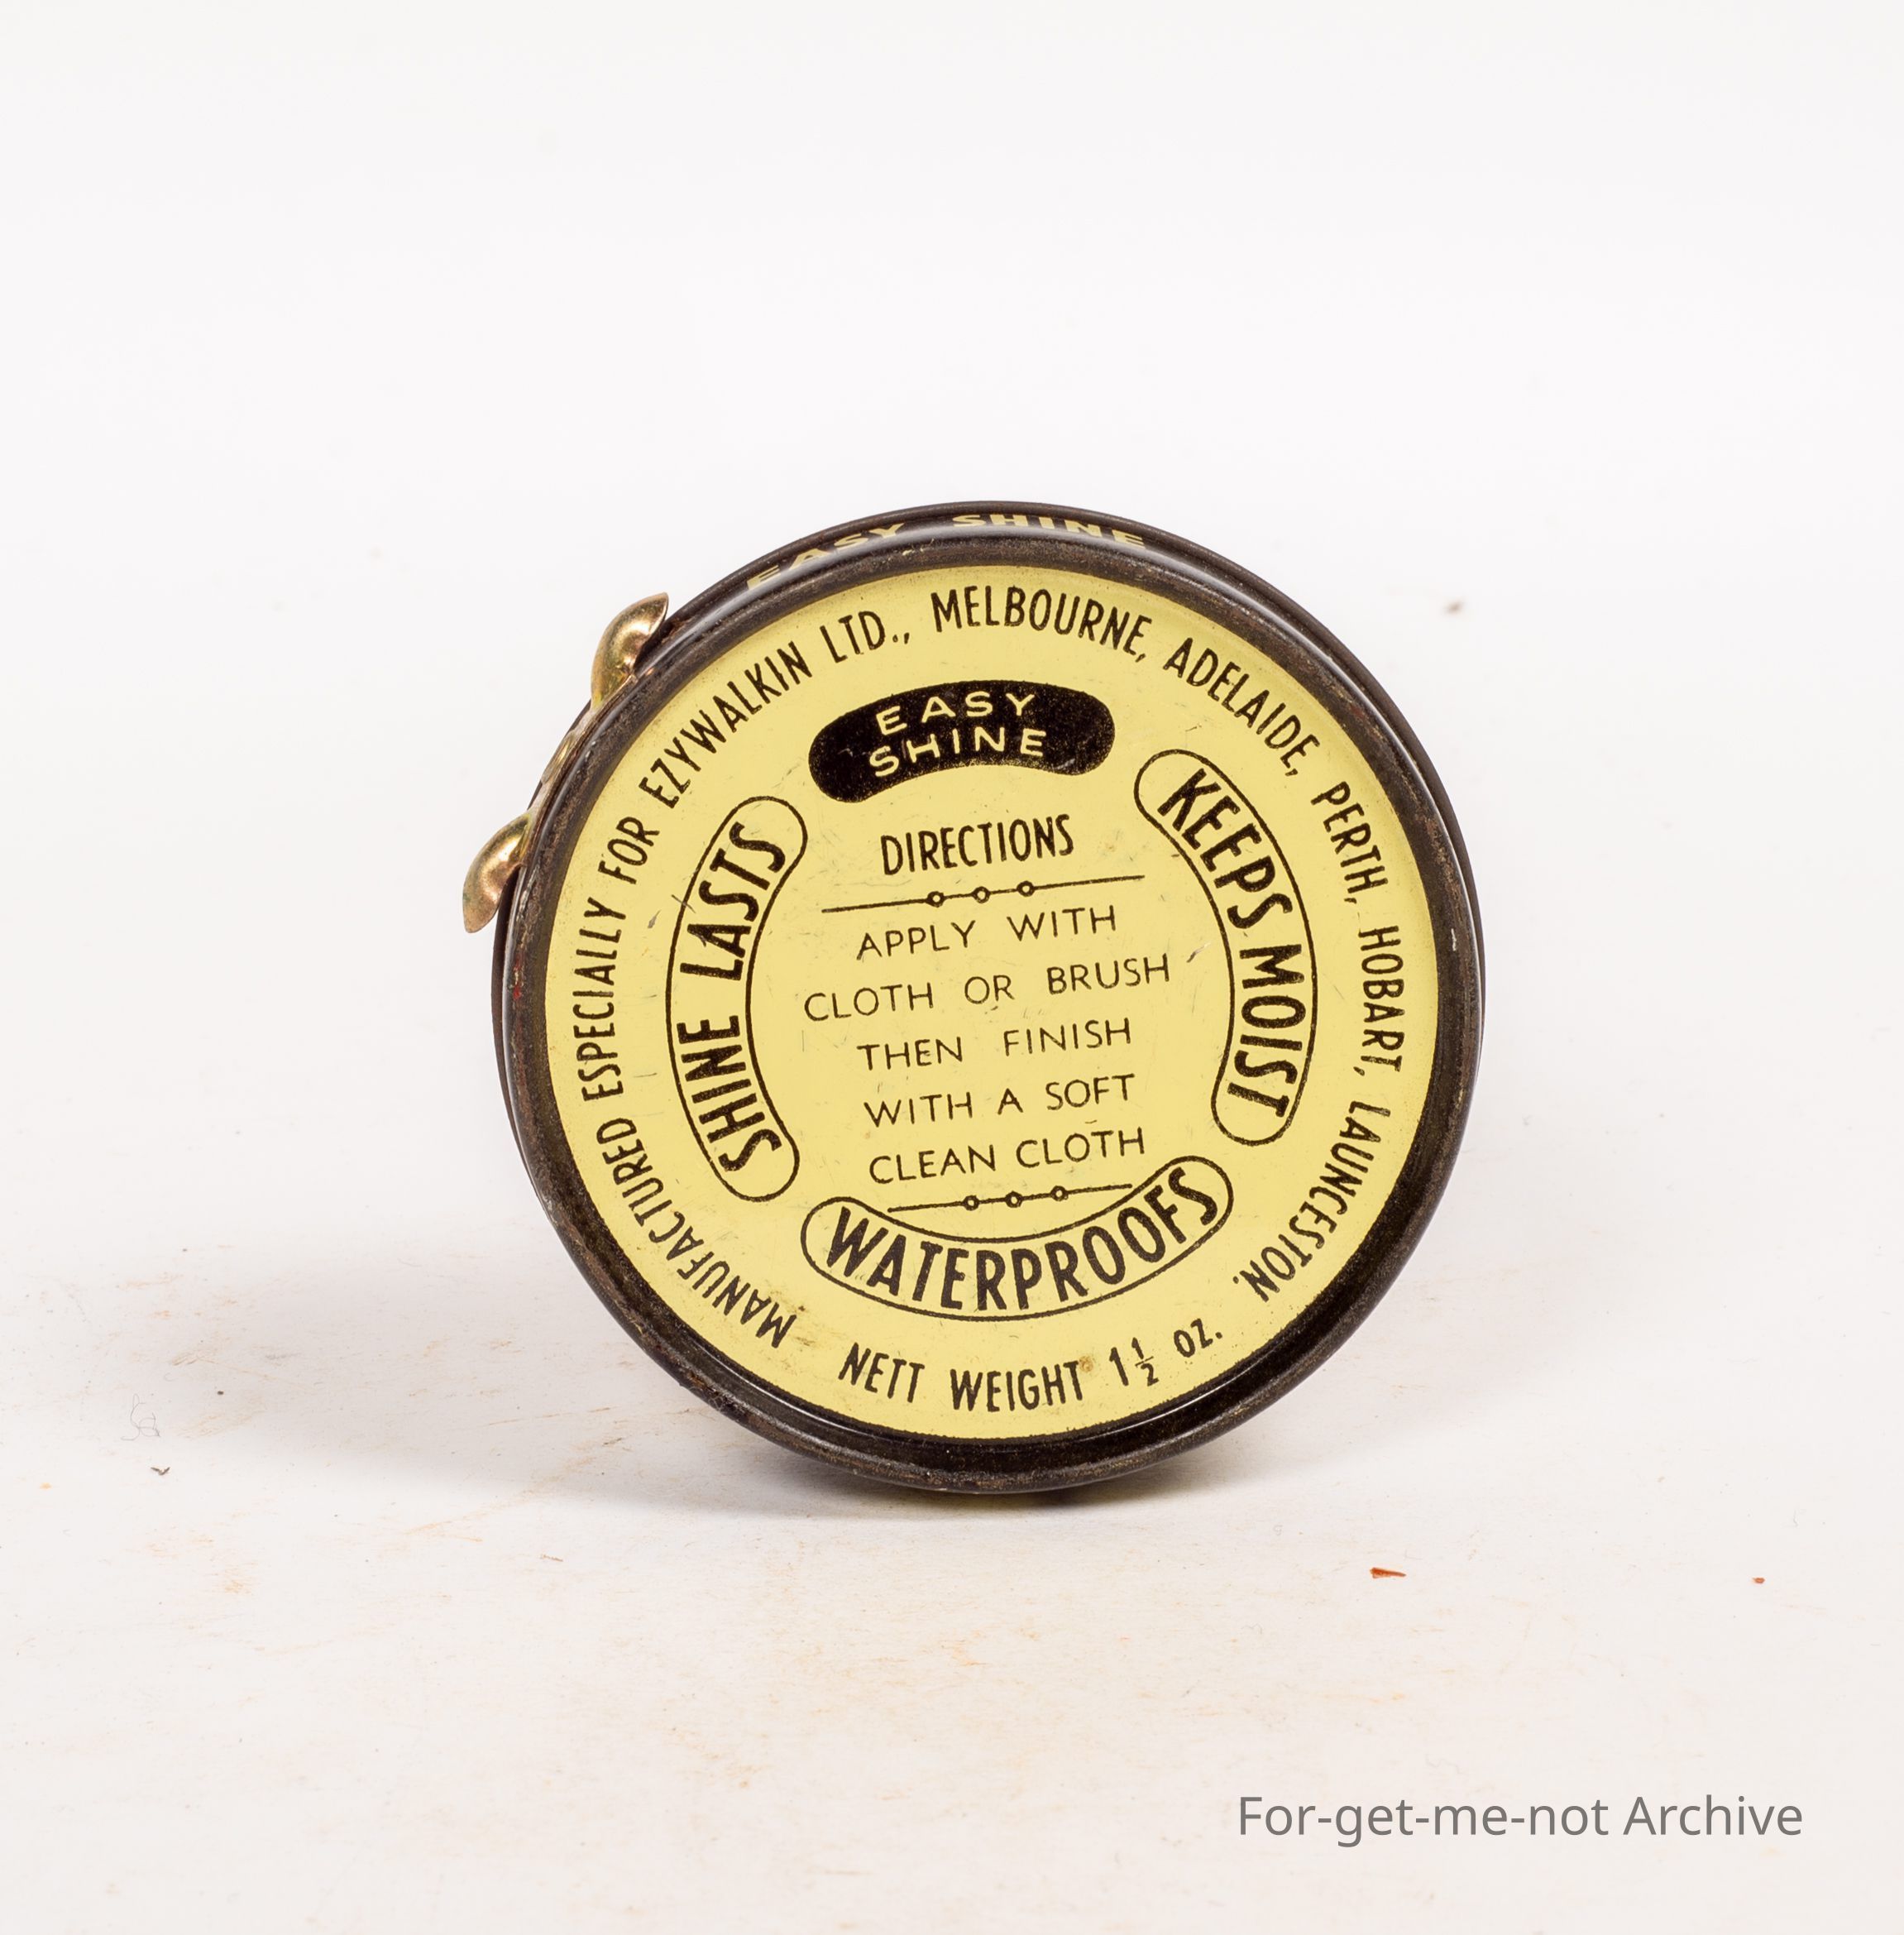 EASY SHINE
MANUFACTURED ESPECIALLY FOR EZYWALKIN LTD., MELBOURNE, ADELAIDE, PERTH, HOBART, LAUNCESTON.
EASY
SHINE
SHINE LASTS
KEEPS MOIST
DIRECTIONS
APPLY WITH
CLOTH OR BRUSH
THEN FINISH
WITH A SOFT
CLEAN CLOTH
WATERPROOFS
NETT WEIGHT 1½ OZ.
For-get-me-not Archive